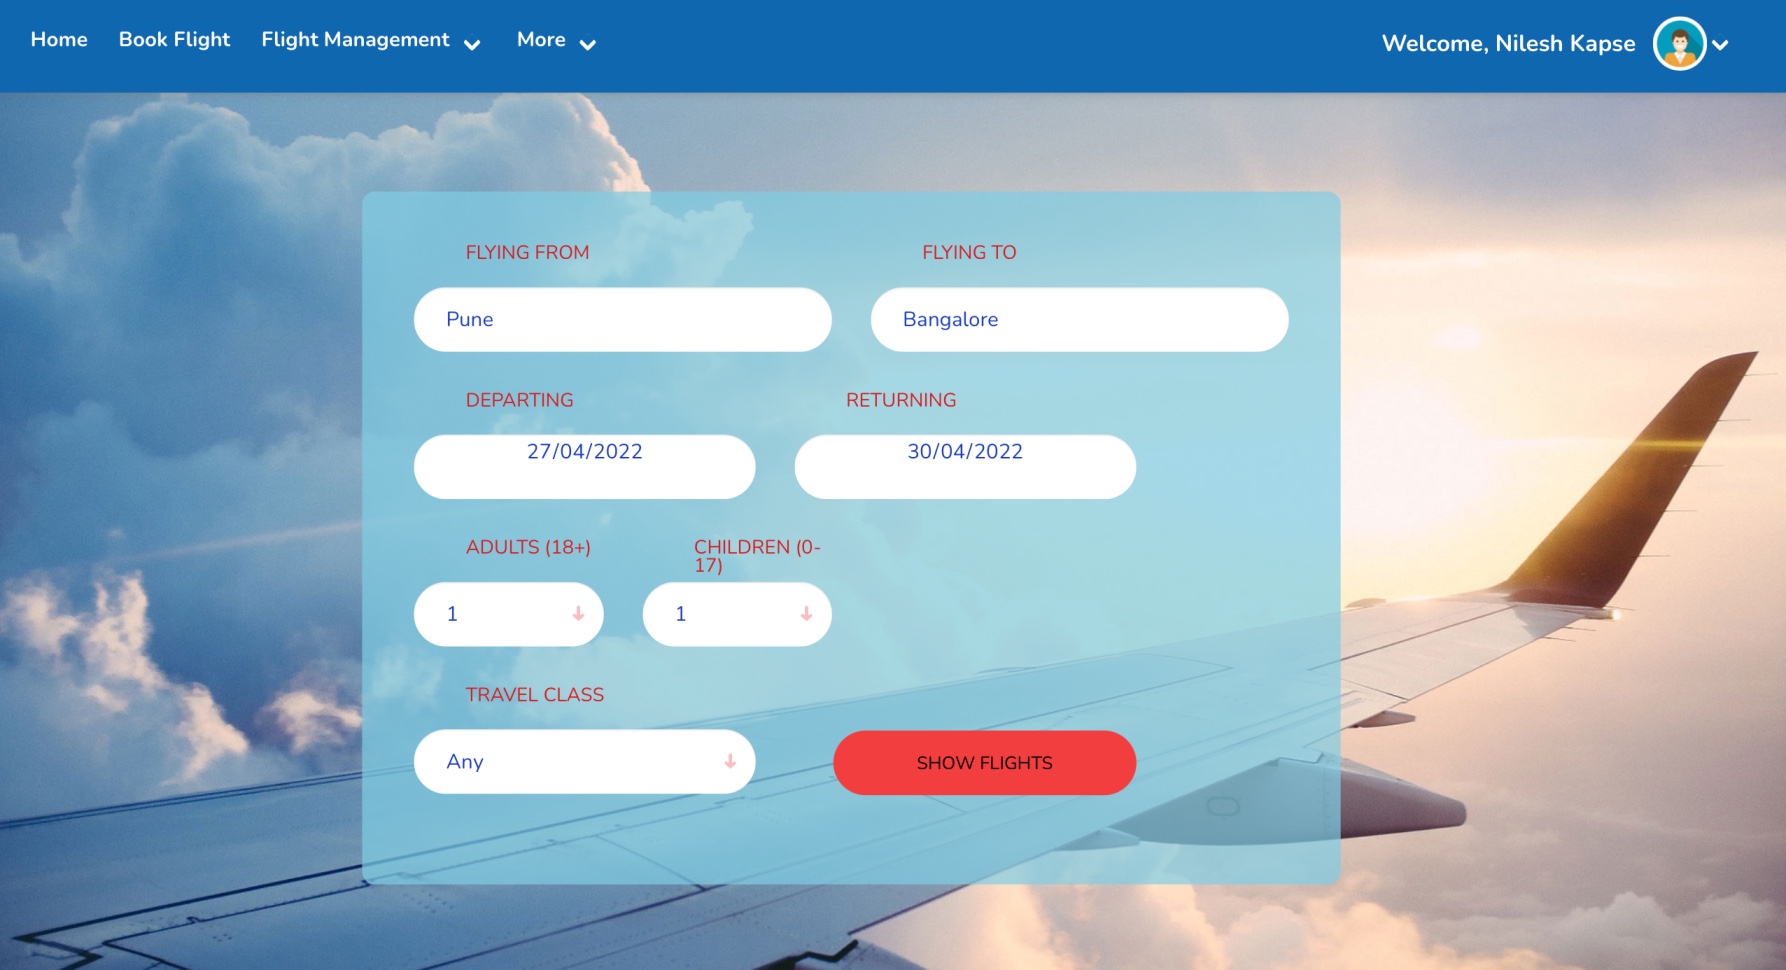 Home Book Flight Flight Management More Welcome, Nilesh Kapse
FLYING FROM FLYING TO
Pune Bangalore
DEPARTING RETURNING
27/04/2022 30/04/2022
ADULTS (18+) CHILDREN (0-
17)
1 1
TRAVEL CLASS
Any SHOW FLIGHTS